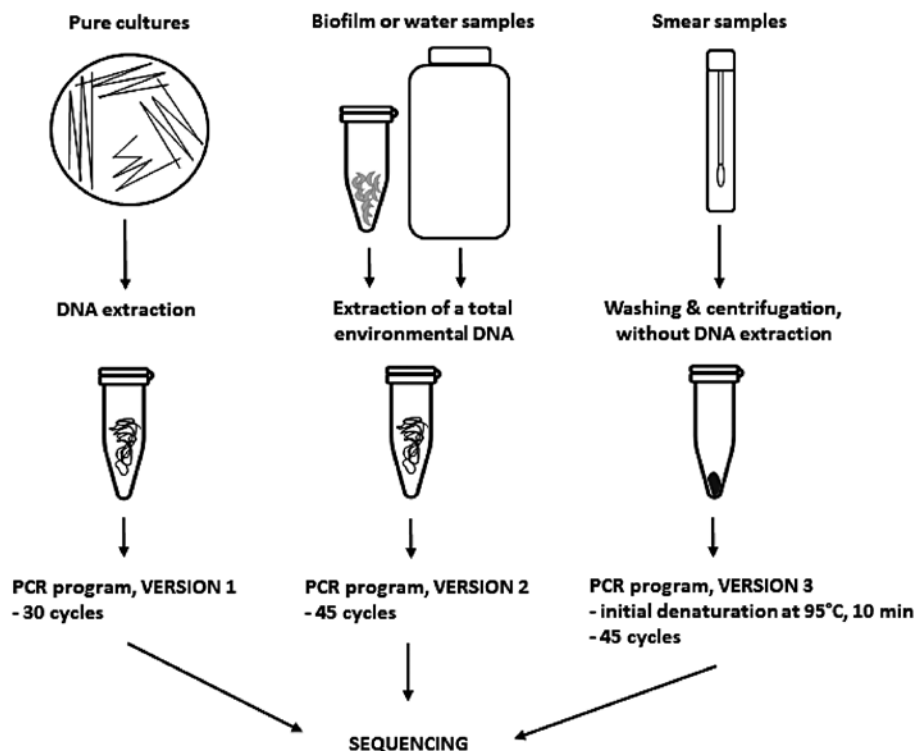 Pure cultures
Biofilm or water samples
Smear samples
DNA extraction
Extraction of a total
environmental DNA
Washing & centrifugation,
without DNA extraction
PCR program, VERSION 1
- 30 cycles
PCR program, VERSION 2
- 45 cycles
PCR program, VERSION 3
- initial denaturation at 95°C, 10 min
- 45 cycles
SEQUENCING